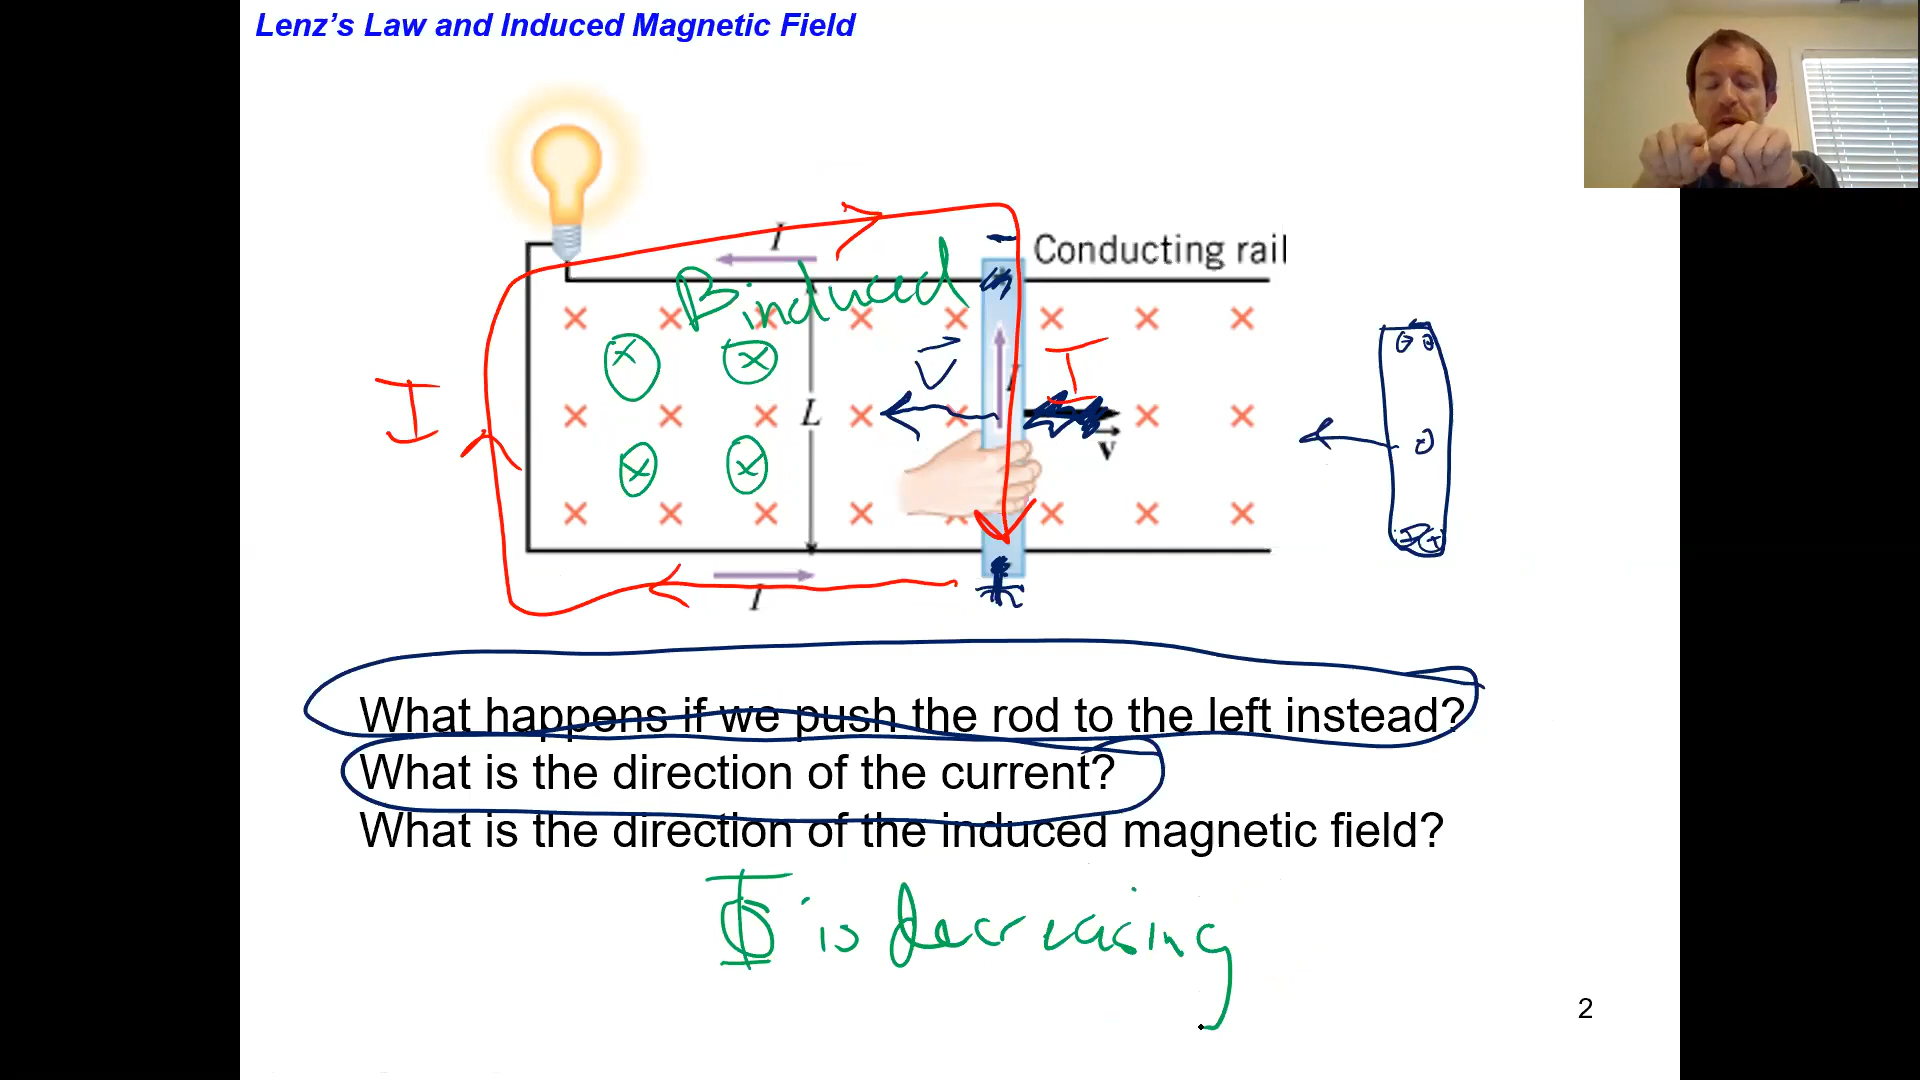 Lenz’s Law and Induced Magnetic Field
I
Conducting rail
B induced
V
I
I
L
I
v
I
What happens if we push the rod to the left instead?
What is the direction of the current?
What is the direction of the induced magnetic field?
Φ is decreasing
2